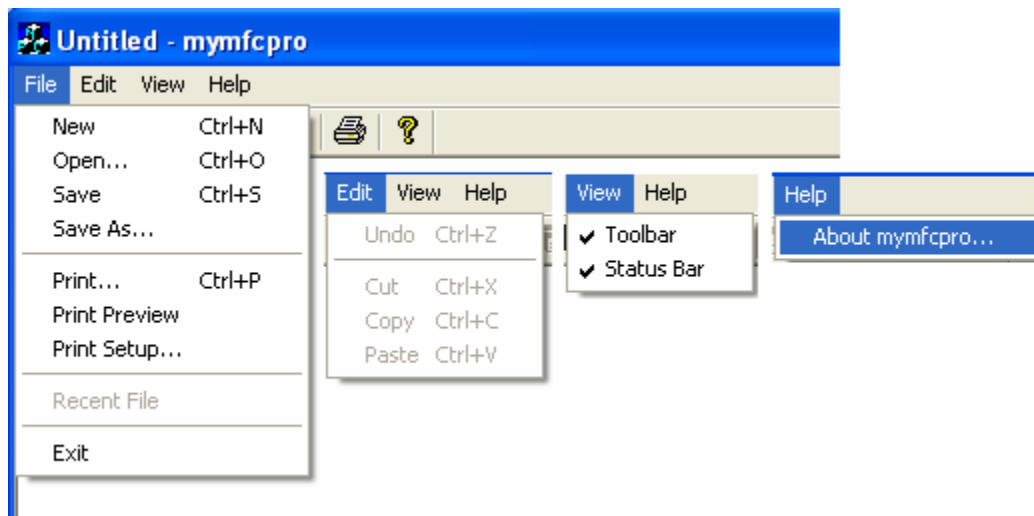 Untitled - mymfcpro
File Edit View Help
New Ctrl+N
Open... Ctrl+O
Save Ctrl+S
Save As...
Print... Ctrl+P
Print Preview
Print Setup...
Recent File
Exit
Edit View Help
Undo Ctrl+Z
Cut Ctrl+X
Copy Ctrl+C
Paste Ctrl+V
View Help
Toolbar
Status Bar
Help
About mymfcpro...